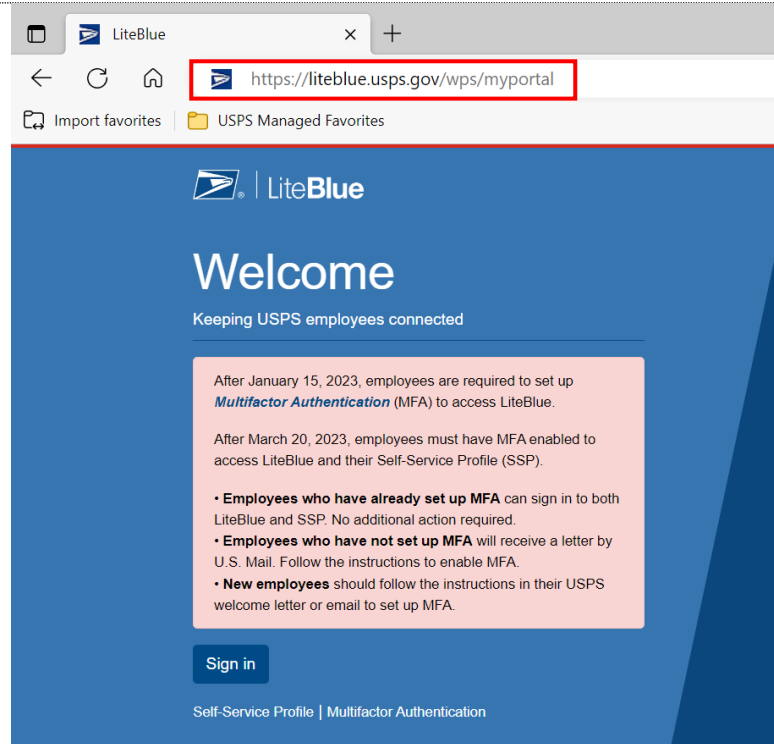 LiteBlue
https://liteblue.usps.gov/wps/myportal
Import favorites
USPS Managed Favorites
LiteBlue
Welcome
Keeping USPS employees connected
After January 15, 2023, employees are required to set up
Multifactor Authentication (MFA) to access LiteBlue.
After March 20, 2023, employees must have MFA enabled to
access LiteBlue and their Self-Service Profile (SSP).
• Employees who have already set up MFA can sign in to both
LiteBlue and SSP. No additional action required.
• Employees who have not set up MFA will receive a letter by
U.S. Mail. Follow the instructions to enable MFA.
• New employees should follow the instructions in their USPS
welcome letter or email to set up MFA.
Sign in
Self-Service Profile | Multifactor Authentication